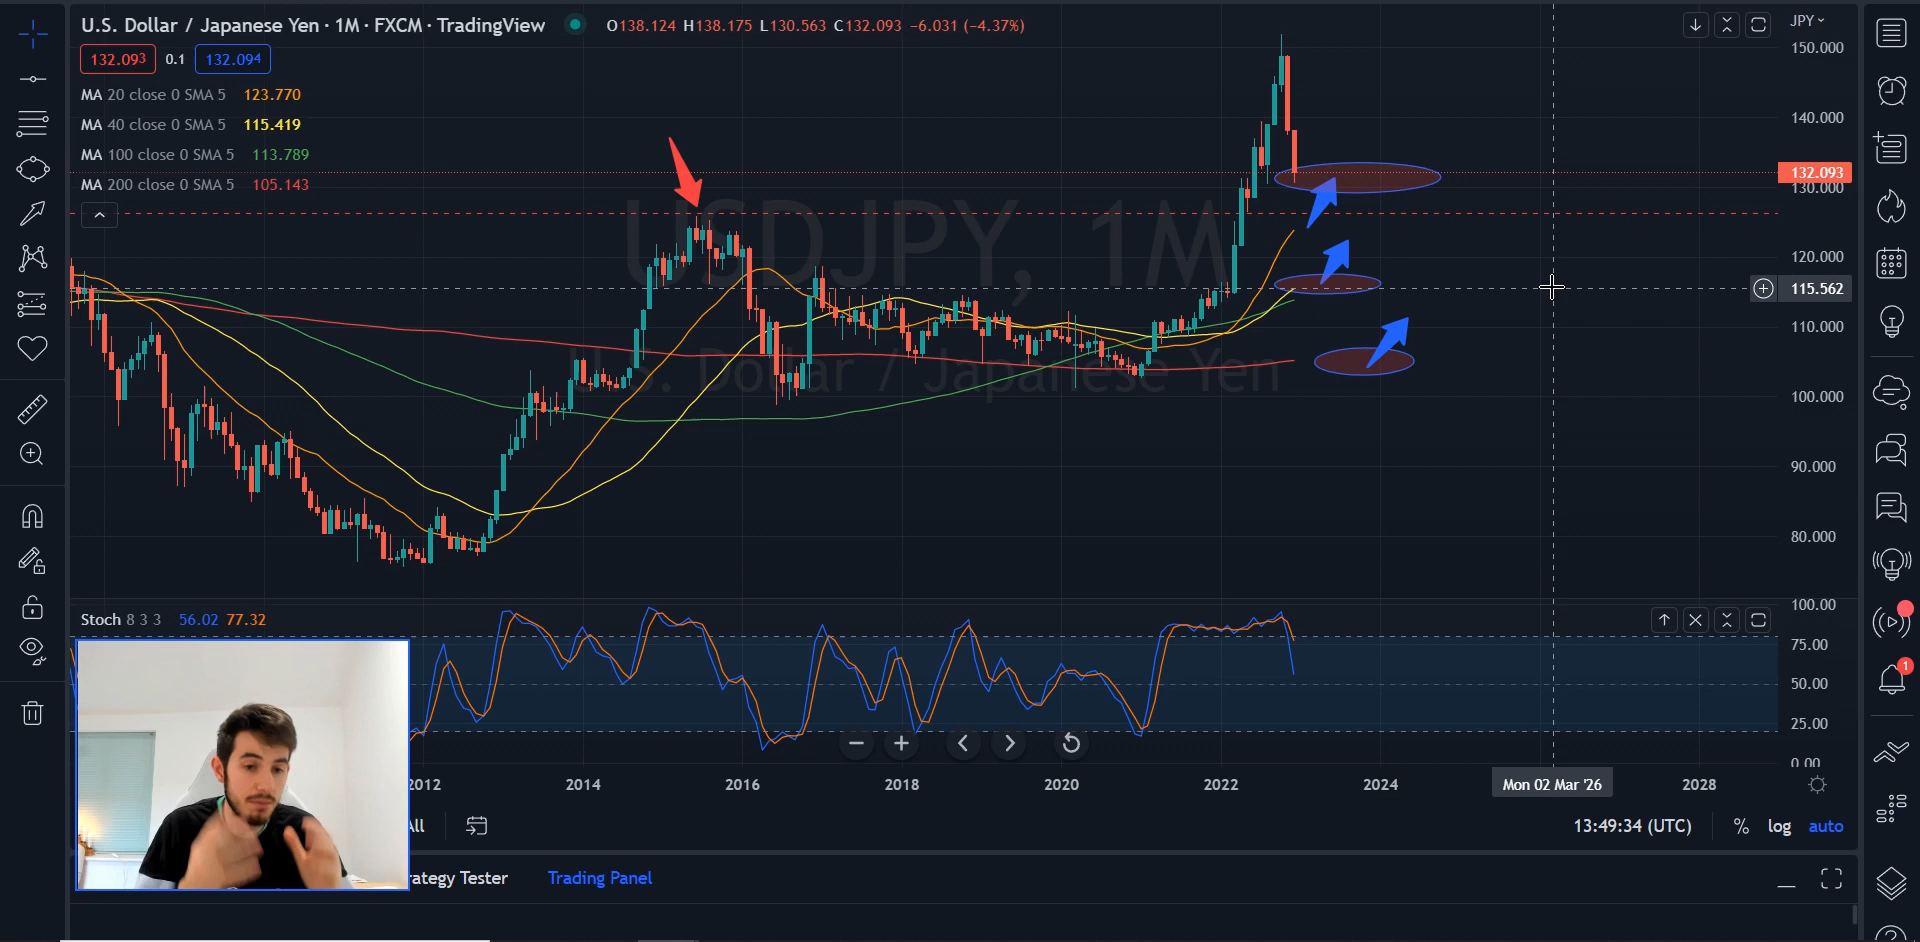 U.S. Dollar / Japanese Yen · 1M · FXCM · TradingView O138.124 H138.175 L130.563 C132.093 −6.031 (−4.37%)
JPY
132.093 0.1 132.094
MA 20 close 0 SMA 5 123.770
MA 40 close 0 SMA 5 115.419
MA 100 close 0 SMA 5 113.789
MA 200 close 0 SMA 5 105.143
USDJPY, 1M
U.S. Dollar / Japanese Yen
150.000
140.000
132.093
130.000
120.000
115.562
110.000
100.000
90.000
80.000
Stoch 8 3 3 56.02 77.32
100.00
75.00
50.00
25.00
0.00
2012 2014 2016 2018 2020 2022 2024 Mon 02 Mar '26 2028
All 13:49:34 (UTC) % log auto
rategy Tester Trading Panel
1